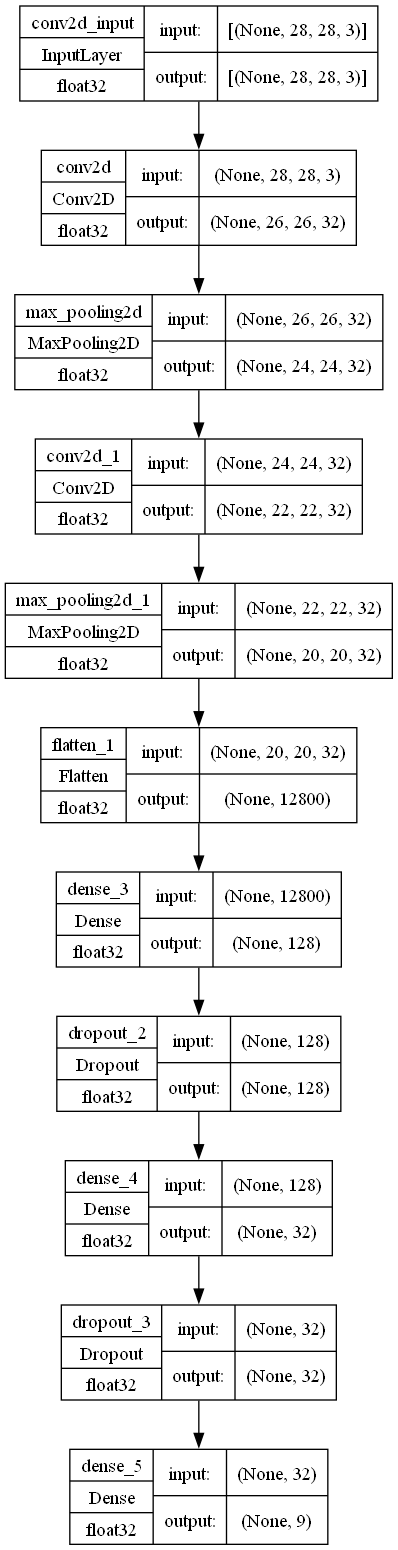 conv2d_input
InputLayer
float32
input:
[(None, 28, 28, 3)]
output:
[(None, 28, 28, 3)]
conv2d
Conv2D
float32
input:
(None, 28, 28, 3)
output:
(None, 26, 26, 32)
max_pooling2d
MaxPooling2D
float32
input:
(None, 26, 26, 32)
output:
(None, 24, 24, 32)
conv2d_1
Conv2D
float32
input:
(None, 24, 24, 32)
output:
(None, 22, 22, 32)
max_pooling2d_1
MaxPooling2D
float32
input:
(None, 22, 22, 32)
output:
(None, 20, 20, 32)
flatten_1
Flatten
float32
input:
(None, 20, 20, 32)
output:
(None, 12800)
dense_3
Dense
float32
input:
(None, 12800)
output:
(None, 128)
dropout_2
Dropout
float32
input:
(None, 128)
output:
(None, 128)
dense_4
Dense
float32
input:
(None, 128)
output:
(None, 32)
dropout_3
Dropout
float32
input:
(None, 32)
output:
(None, 32)
dense_5
Dense
float32
input:
(None, 32)
output:
(None, 9)